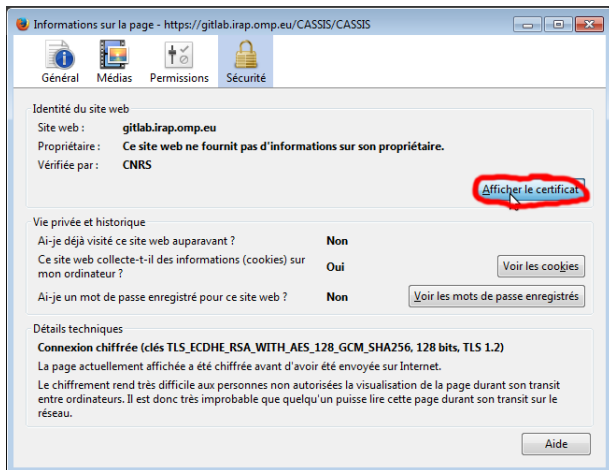 Informations sur la page - https://gitlab.irap.omp.eu/CASSIS/CASSIS
Général Médias Permissions Sécurité
Identité du site web
Site web : gitlab.irap.omp.eu
Propriétaire : Ce site web ne fournit pas d'informations sur son propriétaire.
Vérifiée par : CNRS
Afficher le certificat
Vie privée et historique
Ai-je déjà visité ce site web auparavant ? Non
Ce site web collecte-t-il des informations (cookies) sur
mon ordinateur ? Oui Voir les cookies
Ai-je un mot de passe enregistré pour ce site web ? Non Voir les mots de passe enregistrés
Détails techniques
Connexion chiffrée (clés TLS_ECDHE_RSA_WITH_AES_128_GCM_SHA256, 128 bits, TLS 1.2)
La page actuellement affichée a été chiffrée avant d'avoir été envoyée sur Internet.
Le chiffrement rend très difficile aux personnes non autorisées la visualisation de la page durant son transit
entre ordinateurs. Il est donc très improbable que quelqu'un puisse lire cette page durant son transit sur le
réseau.
Aide